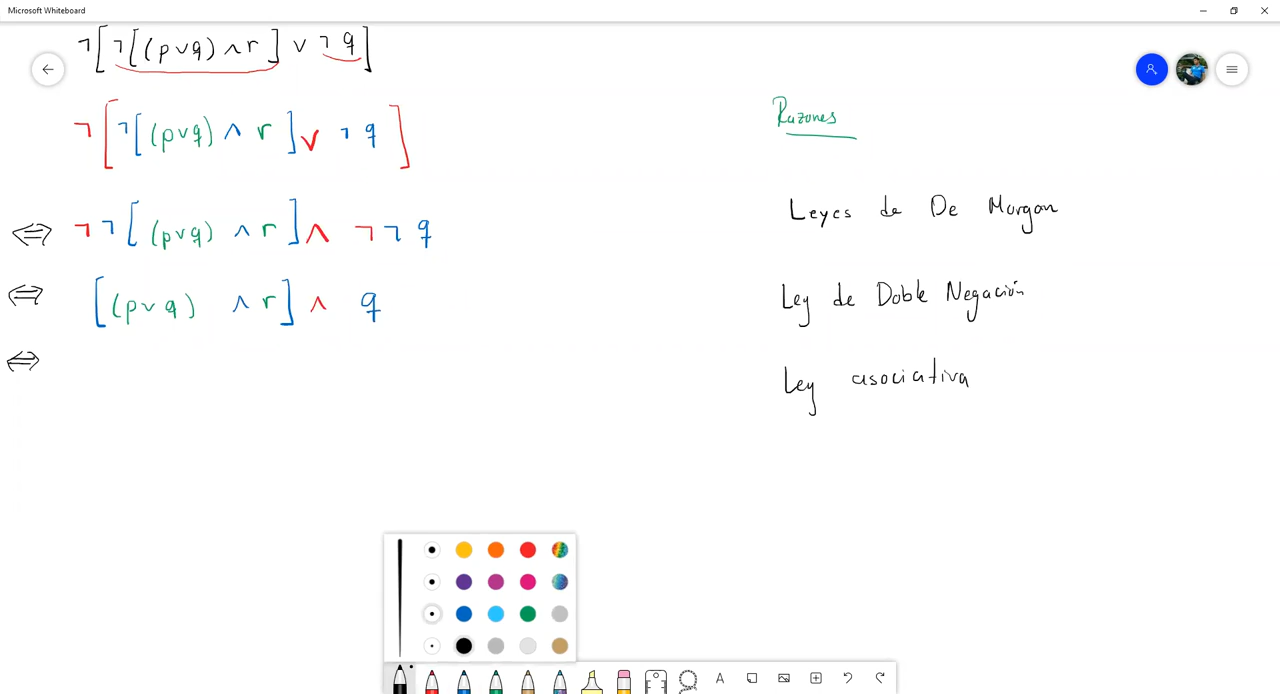 Microsoft Whiteboard
¬[¬[(p∨q)∧r]∨¬q]
Razones
¬[¬[(p∨q)∧r]∨¬q]
⇔ ¬¬[(p∨q)∧r]∧¬¬q
Leyes de De Morgan
⇔ [(p∨q)∧r]∧q
Ley de Doble Negación
⇔
Ley asociativa
A